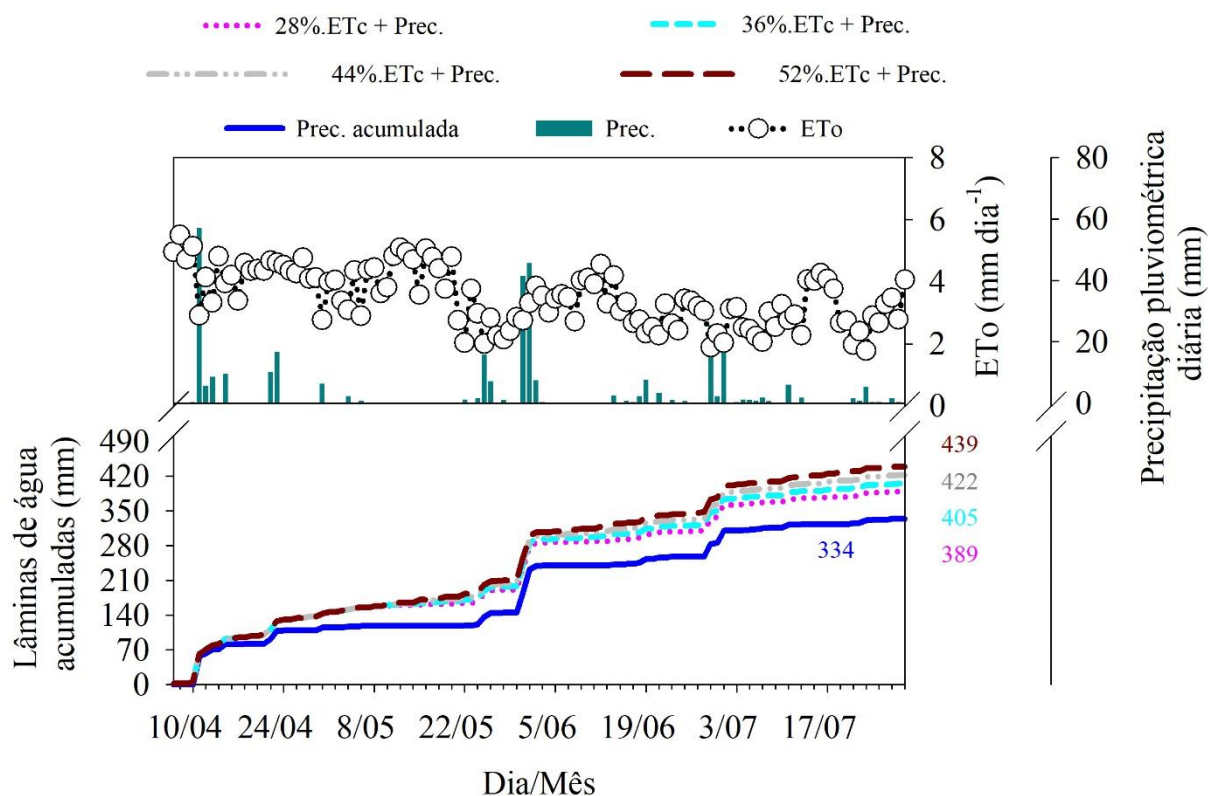 28%.ETc + Prec.
36%.ETc + Prec.
44%.ETc + Prec.
52%.ETc + Prec.
Prec. acumulada
Prec.
ETo
8
6
4
2
0
ETo (mm dia-1)
80
60
40
20
0
Precipitação pluviométrica
diária (mm)
490
420
350
280
210
140
70
0
Lâminas de água
acumuladas (mm)
439
422
405
334
389
10/04 24/04 8/05 22/05 5/06 19/06 3/07 17/07
Dia/Mês